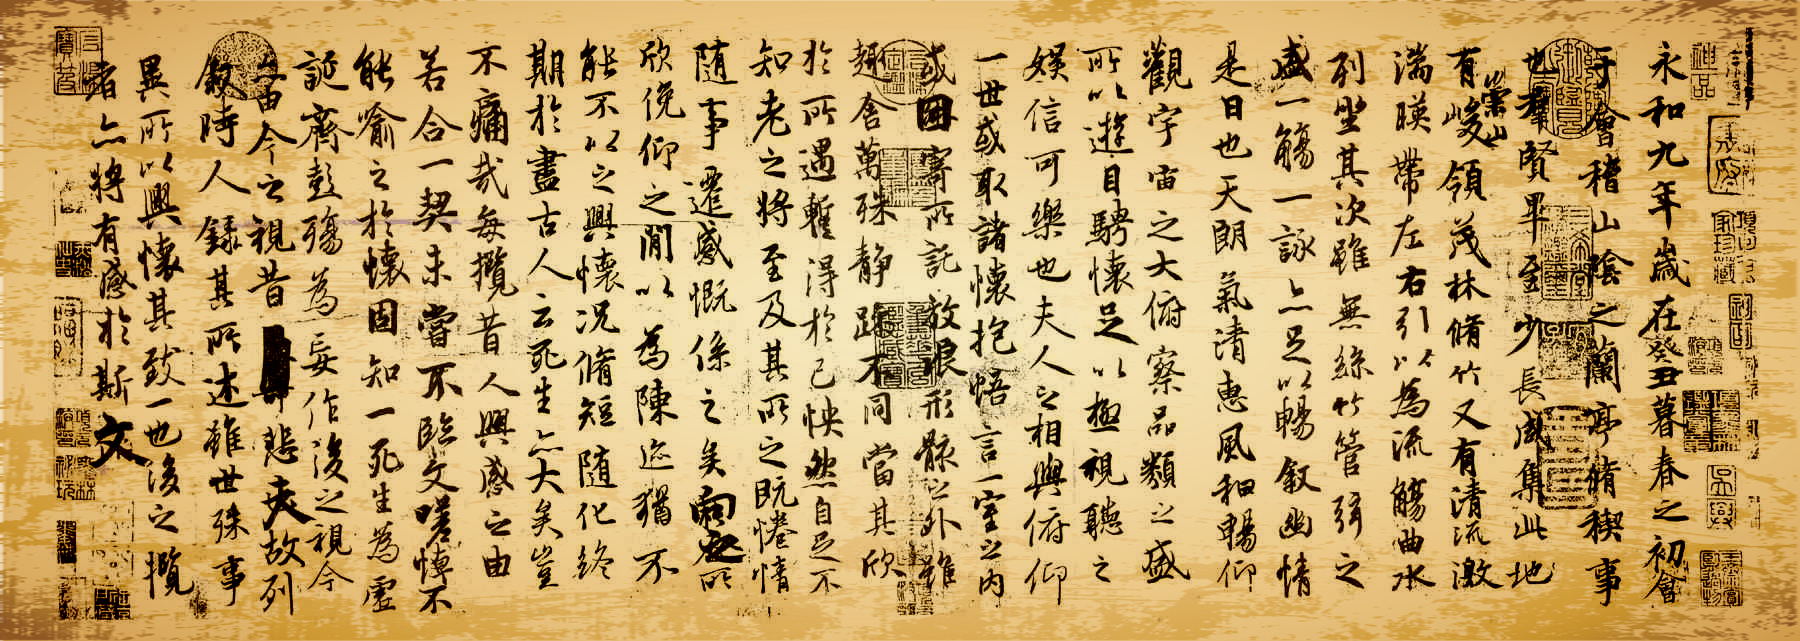 永和九年歲在癸丑暮春之初會
于會稽山陰之蘭亭脩稧事
也羣賢畢至少長咸集此地
有崇山峻領茂林脩竹又有清流激
湍暎帶左右引以為流觴曲水
列坐其次雖無絲竹管弦之
盛一觴一詠亦足以暢敘幽情
是日也天朗氣清惠風和暢仰
觀宇宙之大俯察品類之盛
所以遊目騁懷足以極視聽之
娛信可樂也夫人之相與俯仰
一世或取諸懷抱悟言一室之內
或因寄所託放浪形骸之外雖
趣舍萬殊静躁不同當其欣
於所遇蹔得於己怏然自足不
知老之將至及其所之既惓情
隨事遷感慨係之矣向之所
欣俛仰之閒以為陳迹猶不
能不以之興懷況脩短隨化終
期於盡古人云死生亦大矣豈
不痛哉每攬昔人興感之由
若合一契未嘗不臨文嗟悼不
能喻之於懷固知一死生為虛
誕齊彭殤為妄作後之視今
亦由今之視昔悲夫故列
敘時人錄其所述雖世殊事
異所以興懷其致一也後之攬
者亦將有感於斯文